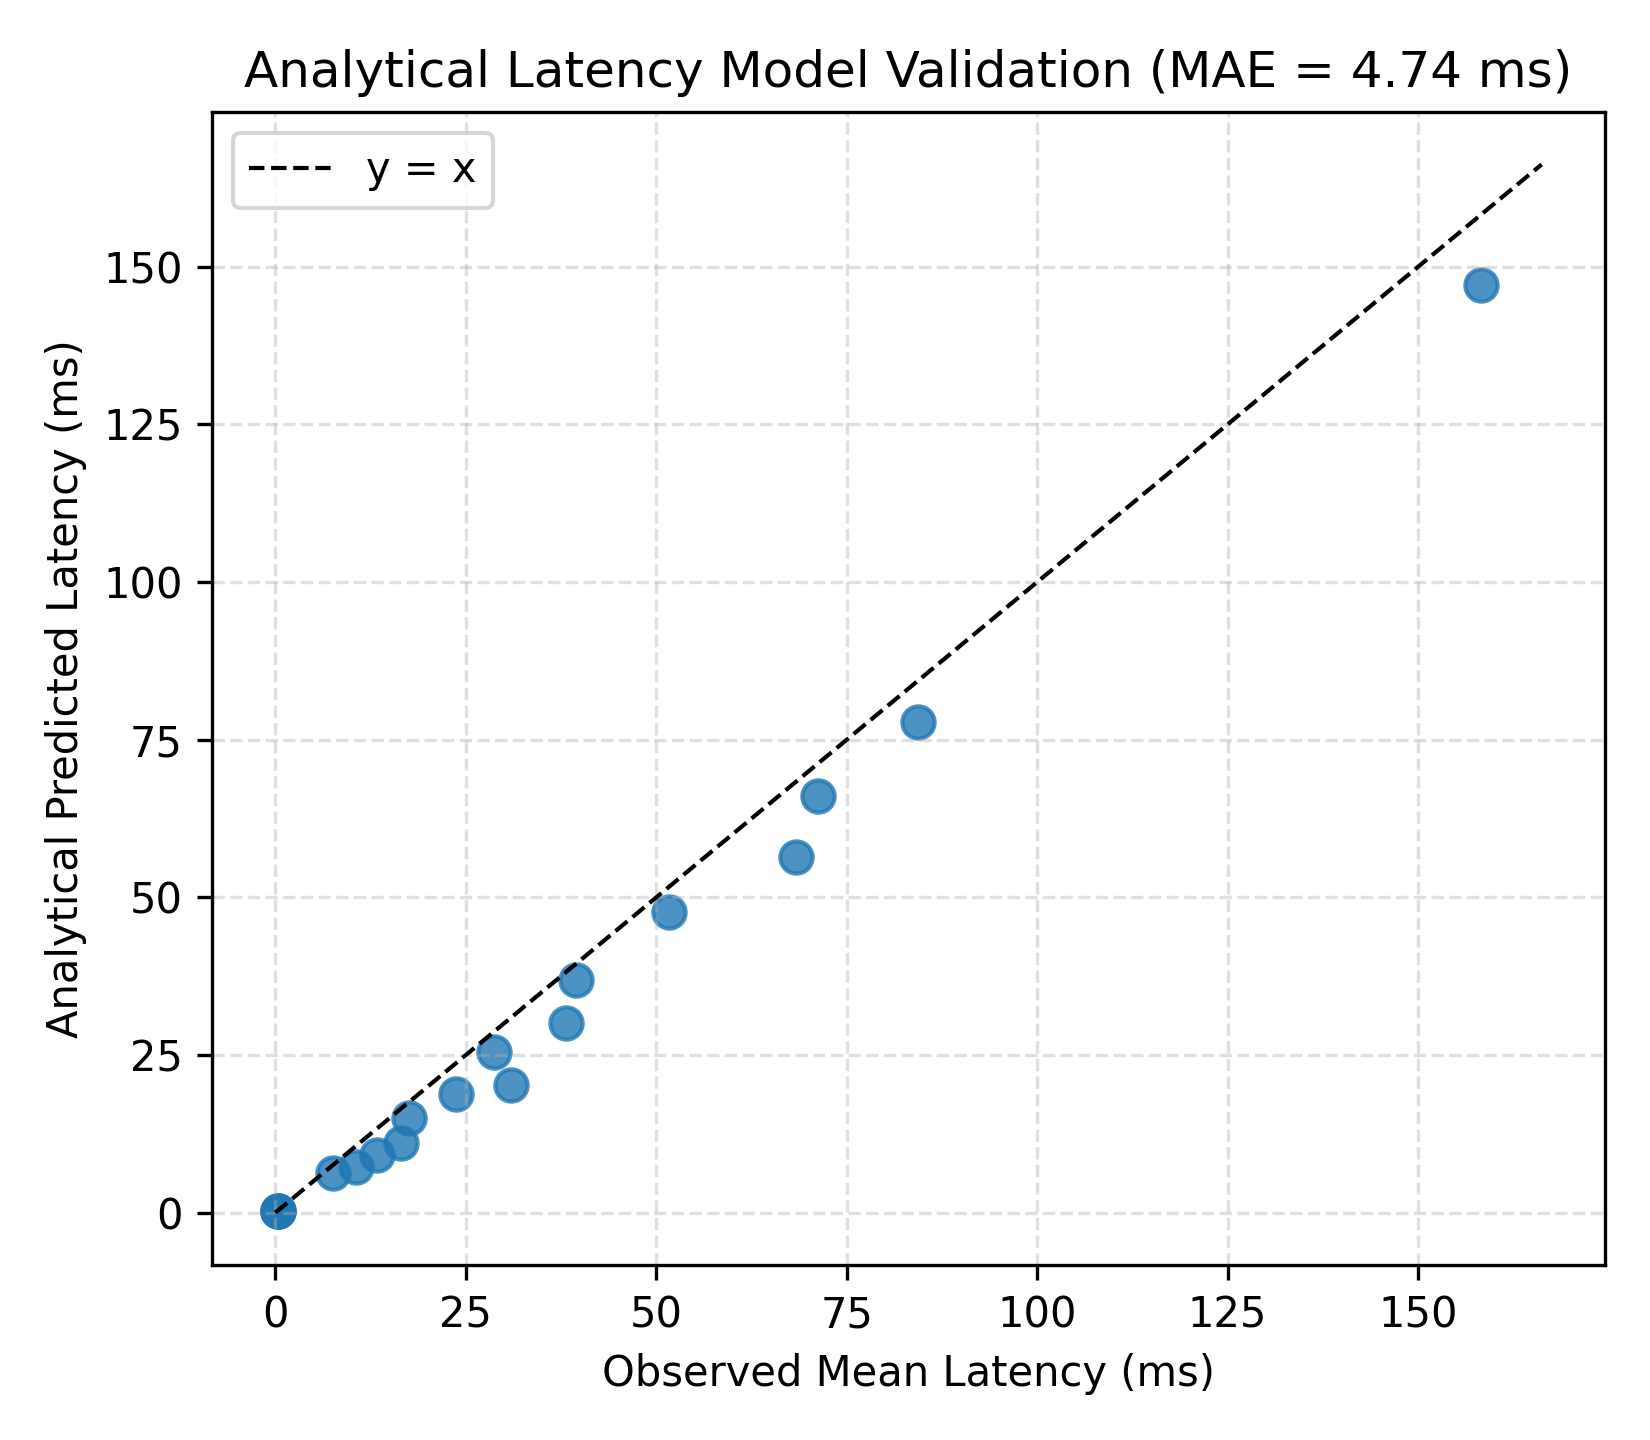 Analytical Latency Model Validation (MAE = 4.74 ms)
y = x
Analytical Predicted Latency (ms)
150
125
100
75
50
25
0
0 25 50 75 100 125 150
Observed Mean Latency (ms)